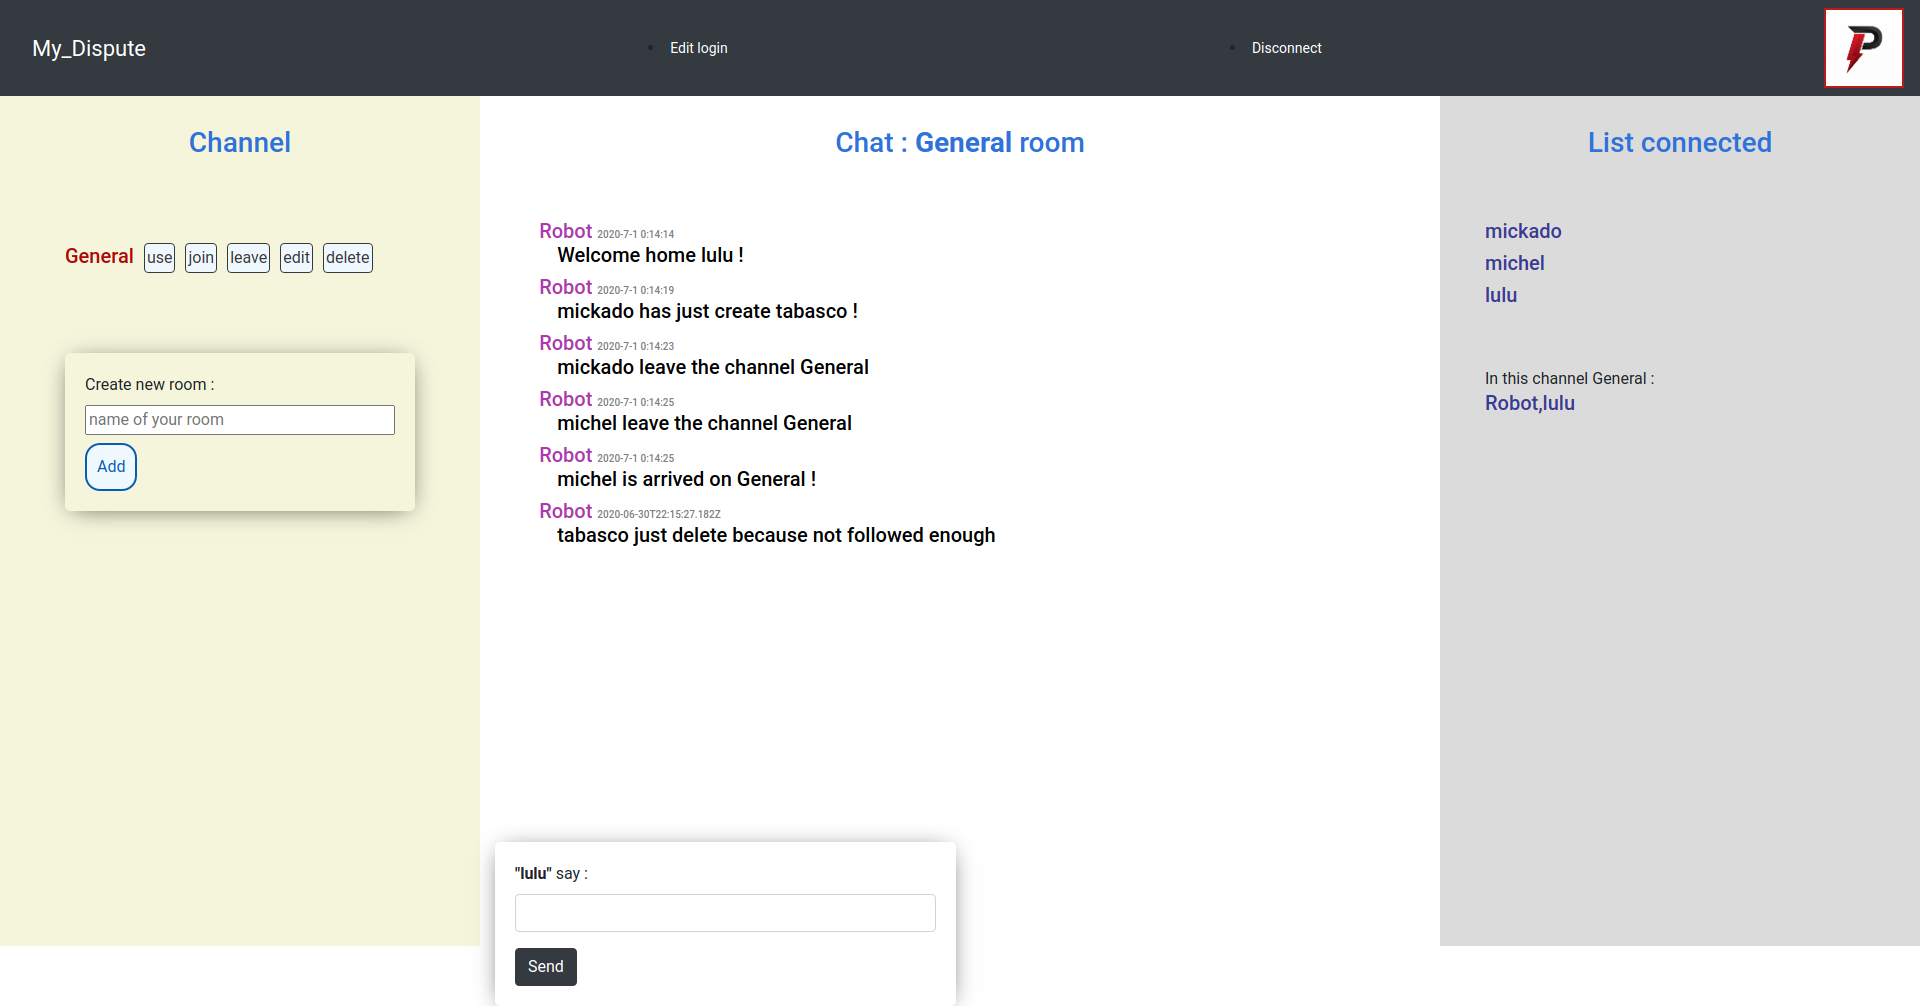 My_Dispute
Edit login
Disconnect
P
Channel
General use join leave edit delete
Create new room :
name of your room
Add
Chat : General room
Robot 2020-7-1 0:14:14
Welcome home lulu !
Robot 2020-7-1 0:14:19
mickado has just create tabasco !
Robot 2020-7-1 0:14:23
mickado leave the channel General
Robot 2020-7-1 0:14:25
michel leave the channel General
Robot 2020-7-1 0:14:25
michel is arrived on General !
Robot 2020-06-30T22:15:27.182Z
tabasco just delete because not followed enough
"lulu" say :
Send
List connected
mickado
michel
lulu
In this channel General :
Robot,lulu